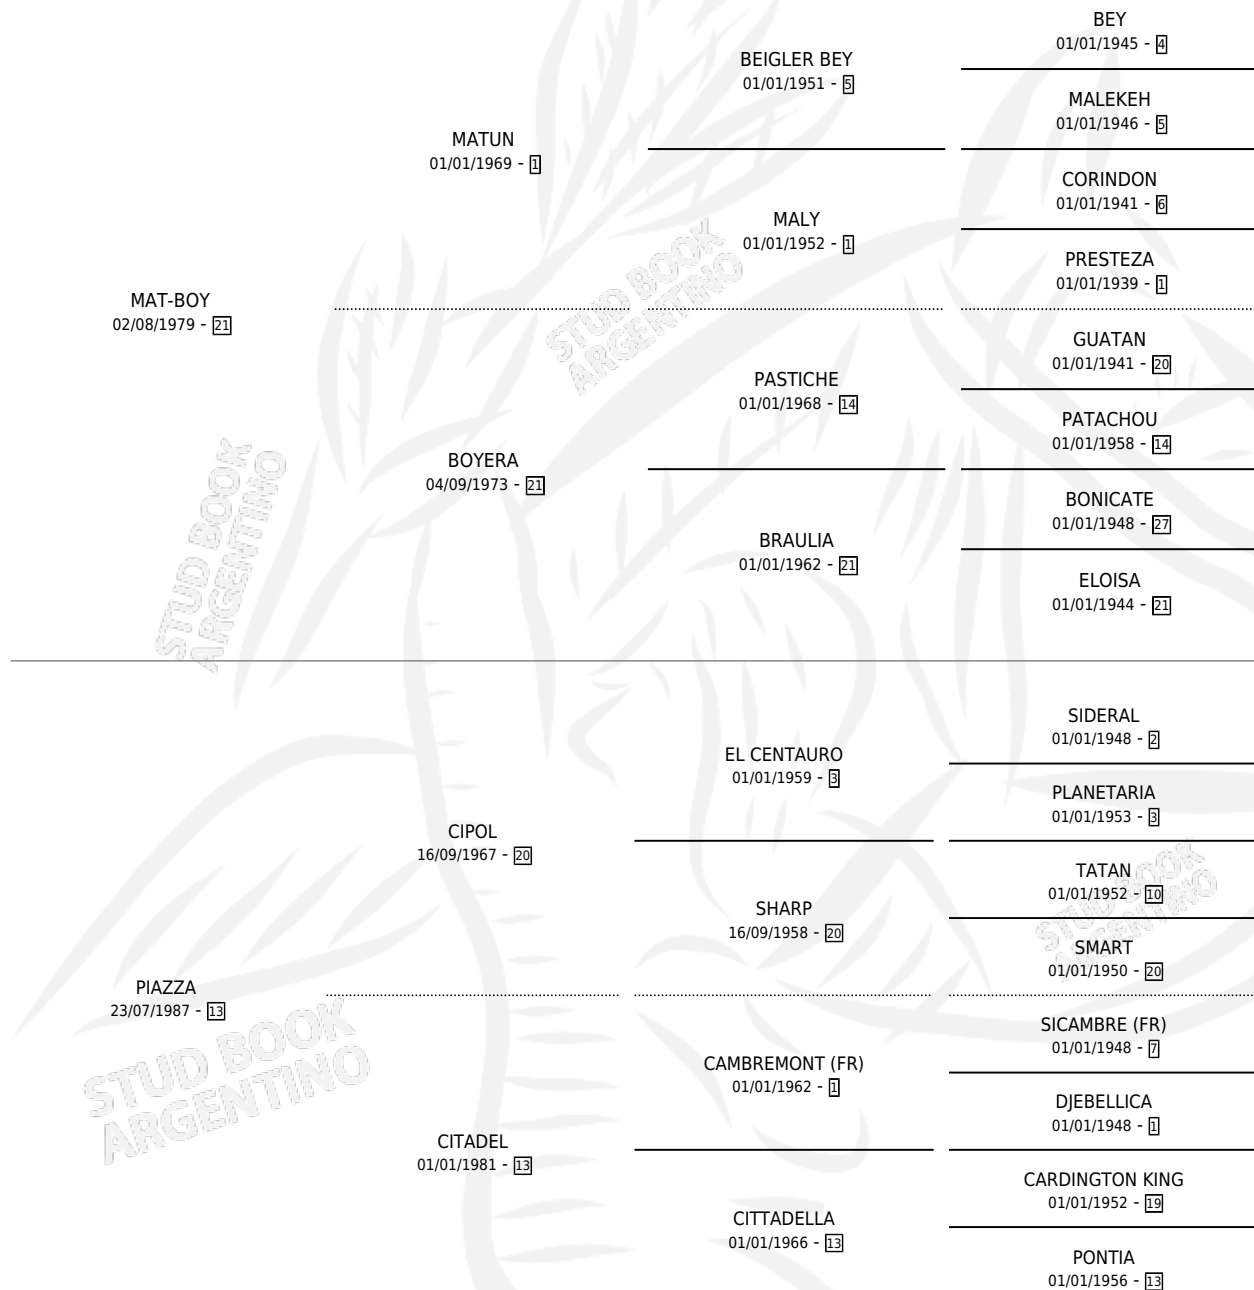 BEY
01/01/1945 - 4
BEIGLER BEY
01/01/1951 - 5
MALEKEH
01/01/1946 - 5
MATUN
01/01/1969 - 1
CORINDON
01/01/1941 - 6
MALY
01/01/1952 - 1
PRESTEZA
01/01/1939 - 1
MAT-BOY
02/08/1979 - 21
GUATAN
01/01/1941 - 20
PASTICHE
01/01/1968 - 14
PATACHOU
01/01/1958 - 14
BOYERA
04/09/1973 - 21
BONICATE
01/01/1948 - 27
BRAULIA
01/01/1962 - 21
ELOISA
01/01/1944 - 21
SIDERAL
01/01/1948 - 2
EL CENTAURO
01/01/1959 - 3
PLANETARIA
01/01/1953 - 3
CIPOL
16/09/1967 - 20
TATAN
01/01/1952 - 10
SHARP
16/09/1958 - 20
SMART
01/01/1950 - 20
PIAZZA
23/07/1987 - 13
SICAMBRE (FR)
01/01/1948 - 7
CAMBREMONT (FR)
01/01/1962 - 1
DJEBELLICA
01/01/1948 - 1
CITADEL
01/01/1981 - 13
CARDINGTON KING
01/01/1952 - 19
CITTADELLA
01/01/1966 - 13
PONTIA
01/01/1956 - 13
STUD BOOK
ARGENTINO
STUD BOOK
ARGENTINO
STUD BOOK
ARGENTINO
STUD BOOK
ARGENTINO